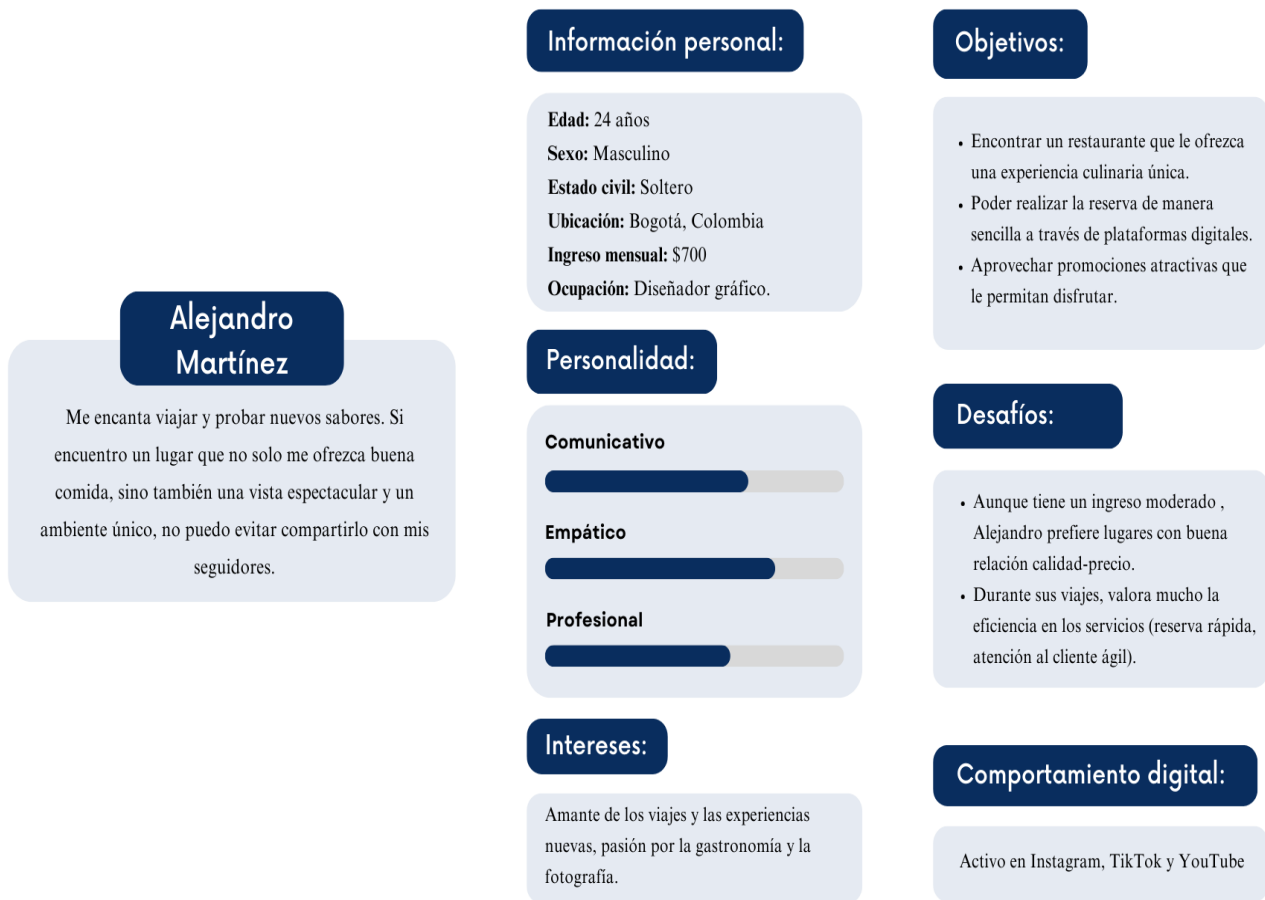 Alejandro
Martínez
Me encanta viajar y probar nuevos sabores. Si
encuentro un lugar que no solo me ofrezca buena
comida, sino también una vista espectacular y un
ambiente único, no puedo evitar compartirlo con mis
seguidores.
Información personal:
Edad: 24 años
Sexo: Masculino
Estado civil: Soltero
Ubicación: Bogotá, Colombia
Ingreso mensual: $700
Ocupación: Diseñador gráfico.
Personalidad:
Comunicativo
Empático
Profesional
Intereses:
Amante de los viajes y las experiencias
nuevas, pasión por la gastronomía y la
fotografía.
Objetivos:
• Encontrar un restaurante que le ofrezca
una experiencia culinaria única.
• Poder realizar la reserva de manera
sencilla a través de plataformas digitales.
• Aprovechar promociones atractivas que
le permitan disfrutar.
Desafíos:
• Aunque tiene un ingreso moderado ,
Alejandro prefiere lugares con buena
relación calidad-precio.
• Durante sus viajes, valora mucho la
eficiencia en los servicios (reserva rápida,
atención al cliente ágil).
Comportamiento digital:
Activo en Instagram, TikTok y YouTube